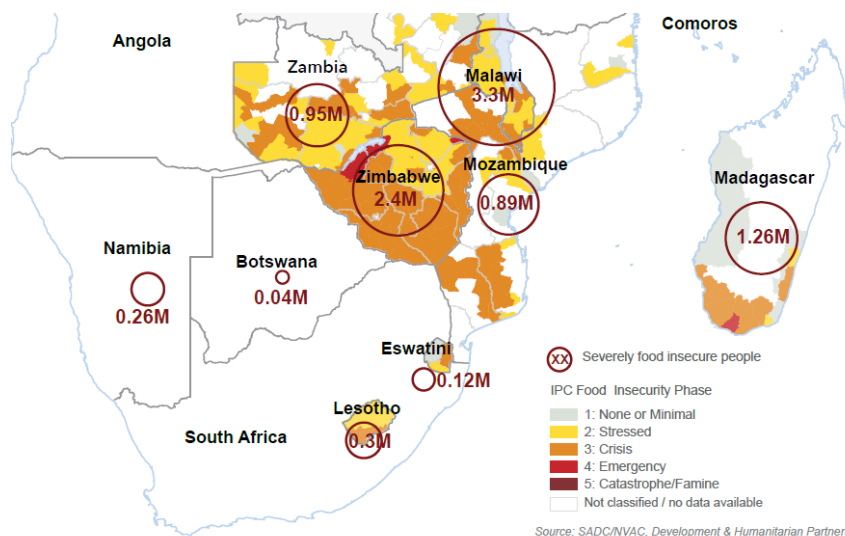 Angola
Comoros
Zambia
0.95M
Malawi
3.3M
Zimbabwe
2.4M
Mozambique
0.89M
Madagascar
1.26M
Namibia
0.26M
Botswana
0.04M
Eswatini
0.12M
Lesotho
0.3M
South Africa
XX Severely food insecure people
IPC Food Insecurity Phase
1: None or Minimal
2: Stressed
3: Crisis
4: Emergency
5: Catastrophe/Famine
Not classified / no data available
Source: SADC/NVAC, Development & Humanitarian Partner